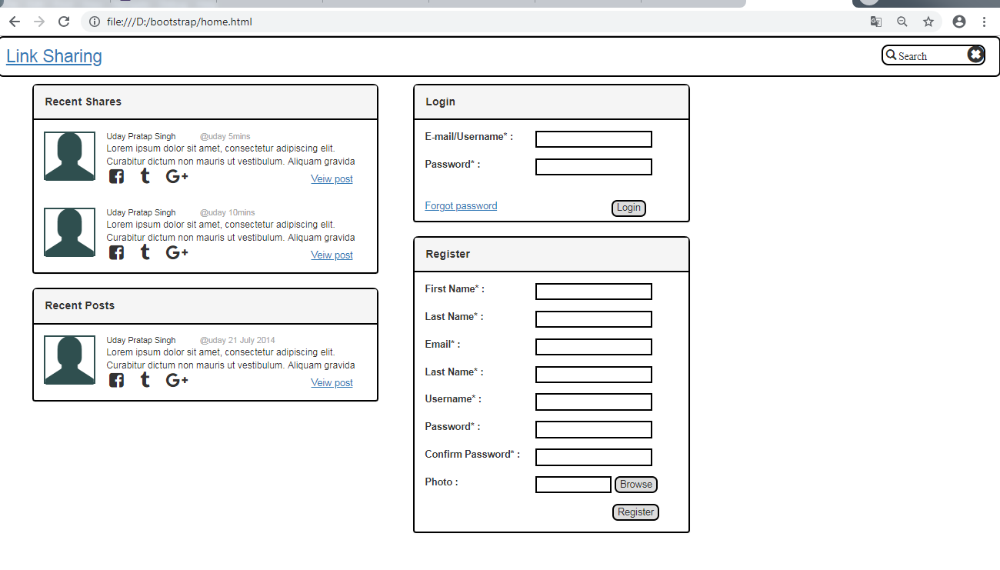 file:///D:/bootstrap/home.html
Link Sharing
Search
Recent Shares
Uday Pratap Singh @uday 5mins
Lorem ipsum dolor sit amet, consectetur adipiscing elit.
Curabitur dictum non mauris ut vestibulum. Aliquam gravida
Veiw post
Uday Pratap Singh @uday 10mins
Lorem ipsum dolor sit amet, consectetur adipiscing elit.
Curabitur dictum non mauris ut vestibulum. Aliquam gravida
Veiw post
Recent Posts
Uday Pratap Singh @uday 21 July 2014
Lorem ipsum dolor sit amet, consectetur adipiscing elit.
Curabitur dictum non mauris ut vestibulum. Aliquam gravida
Veiw post
Login
E-mail/Username* :
Password* :
Forgot password Login
Register
First Name* :
Last Name* :
Email* :
Last Name* :
Username* :
Password* :
Confirm Password* :
Photo : Browse
Register